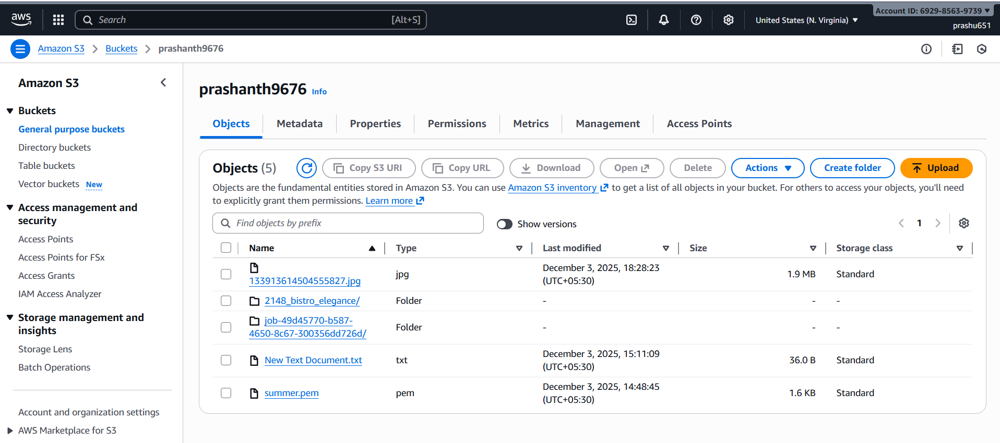 aws
Search [Alt+S]
United States (N. Virginia)
Account ID: 6929-8563-9739
prashu651
Amazon S3 Buckets prashanth9676
Amazon S3
Buckets
General purpose buckets
Directory buckets
Table buckets
Vector buckets New
Access management and
security
Access Points
Access Points for FSx
Access Grants
IAM Access Analyzer
Storage management and
insights
Storage Lens
Batch Operations
Account and organization settings
AWS Marketplace for S3
prashanth9676 Info
Objects Metadata Properties Permissions Metrics Management Access Points
Objects (5) Copy S3 URI Copy URL Download Open Delete Actions Create folder Upload
Objects are the fundamental entities stored in Amazon S3. You can use Amazon S3 inventory to get a list of all objects in your bucket. For others to access your objects, you'll need
to explicitly grant them permissions. Learn more
Find objects by prefix Show versions 1
Name Type Last modified Size Storage class
133913614504555827.jpg jpg December 3, 2025, 18:28:23 1.9 MB Standard
(UTC+05:30)
2148_bistro_elegance/ Folder - - -
job-49d45770-b587- Folder - - -
4650-8c67-300356dd726d/
New Text Document.txt txt December 3, 2025, 15:11:09 36.0 B Standard
(UTC+05:30)
summer.pem pem December 3, 2025, 14:48:45 1.6 KB Standard
(UTC+05:30)